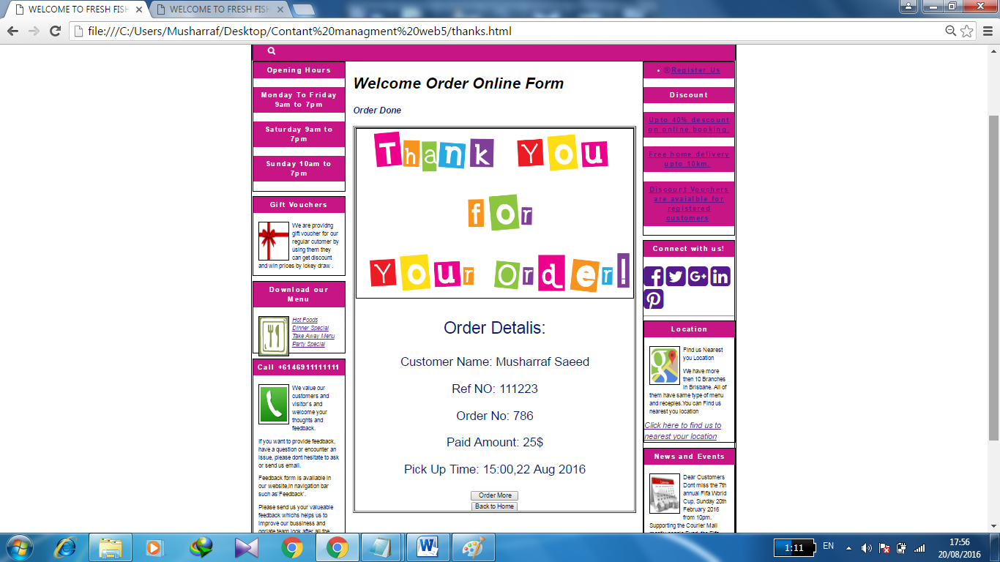 WELCOME TO FRESH FISH
WELCOME TO FRESH FISH
file:///C:/Users/Musharraf/Desktop/Contant%20managment%20web5/thanks.html
Opening Hours
Monday To Friday
9am to 7pm
Saturday 9am to
7pm
Sunday 10am to
7pm
Gift Vouchers
We are providng
gift voucher for our
regular cutomer by
using them they
can get discount
and win prices by lckey draw .
Download our
Menu
Hot Foods
Dinner Special
Take Away Menu
Party Special
Call +6146911111111
We value our
customers and
visitor's and
welcome your
thoughts and
feedback.
If you want to provide feedback,
have a question or encounter an
issue, please dont hesitate to ask
or send us email.
Feedback form is available in
our website,in navigation bar
such as'Feedback'.
Please send us your valueable
feedback whichs helps us to
improve our bussiness and
opriate team look after all the
Welcome Order Online Form
Order Done
Thank You
for
Your Order!
Order Detalis:
Customer Name: Musharraf Saeed
Ref NO: 111223
Order No: 786
Paid Amount: 25$
Pick Up Time: 15:00,22 Aug 2016
Order More
Back to Home
®Register Us
Discount
Upto 40% descount
on online booking.
Free home delivery
upto 10km.
Discount Vouchers
are avaialble for
registered
customers
Connect with us!
Location
Find us Nearest
you Location
We have more
then 10 Branches
in Brisbane. All of
them have same type of menu
and recepies.You can Find us
nearest you location
Click here to find us to
nearest your location
News and Events
Dear Customers
Dont miss the 7th
annual Fifa World
Cup, Sunday 20th
February 2016
from 10pm.
Supporting the Courier Mail
1:11
EN
17:56
20/08/2016